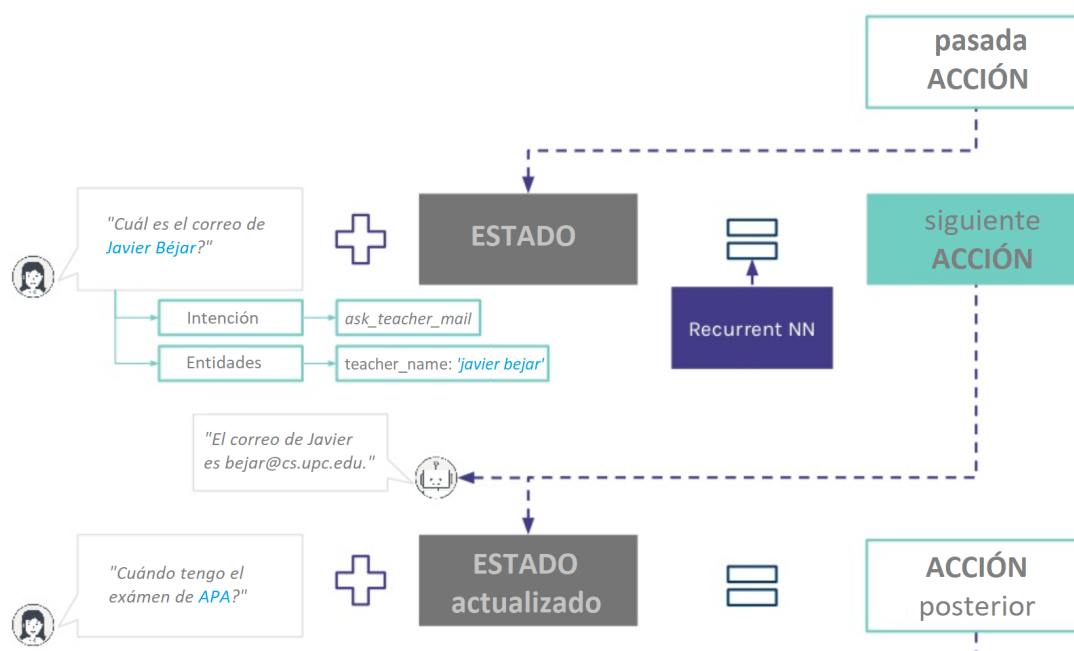 pasada
ACCIÓN
"Cuál es el correo de
Javier Béjar?"
ESTADO
siguiente
ACCIÓN
Recurrent NN
Intención
ask_teacher_mail
Entidades
teacher_name: 'javier bejar'
"El correo de Javier
es bejar@cs.upc.edu."
"Cuándo tengo el
exámen de APA?"
ESTADO
actualizado
ACCIÓN
posterior